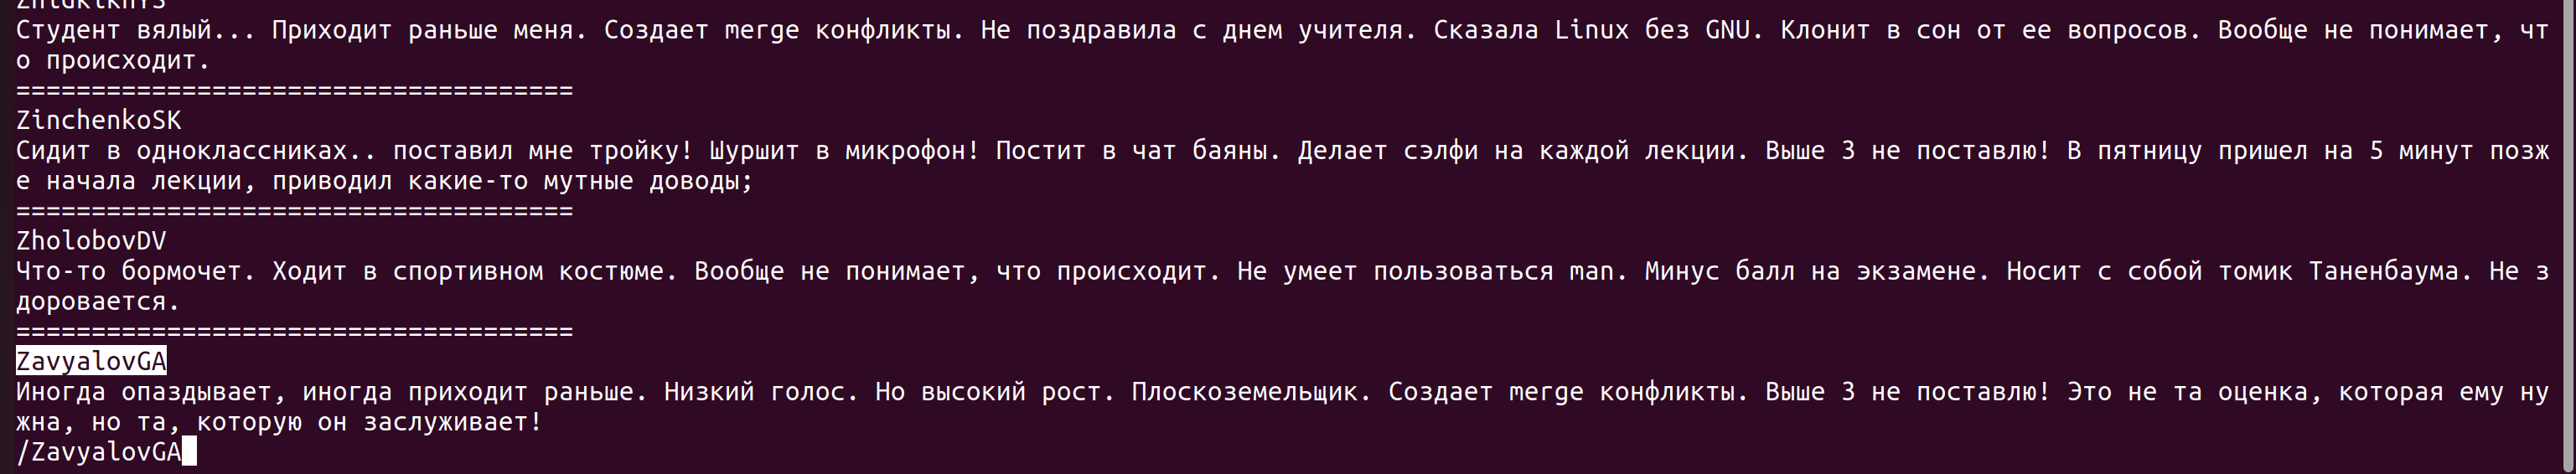 Студент вялый... Приходит раньше меня. Создает merge конфликты. Не поздравила с днем учителя. Сказала Linux без GNU. Клонит в сон от ее вопросов. Вообще не понимает, чт
о происходит.
=====================================
ZinchenkoSK
Сидит в одноклассниках.. поставил мне тройку! Шуршит в микрофон! Постит в чат баяны. Делает сэлфи на каждой лекции. Выше 3 не поставлю! В пятницу пришел на 5 минут позж
е начала лекции, приводил какие-то мутные доводы;
=====================================
ZholobovDV
Что-то бормочет. Ходит в спортивном костюме. Вообще не понимает, что происходит. Не умеет пользоваться man. Минус балл на экзамене. Носит с собой томик Таненбаума. Не з
доровается.
=====================================
ZavyalovGA
Иногда опаздывает, иногда приходит раньше. Низкий голос. Но высокий рост. Плоскоземельщик. Создает merge конфликты. Выше 3 не поставлю! Это не та оценка, которая ему ну
жна, но та, которую он заслуживает!
/ZavyalovGA